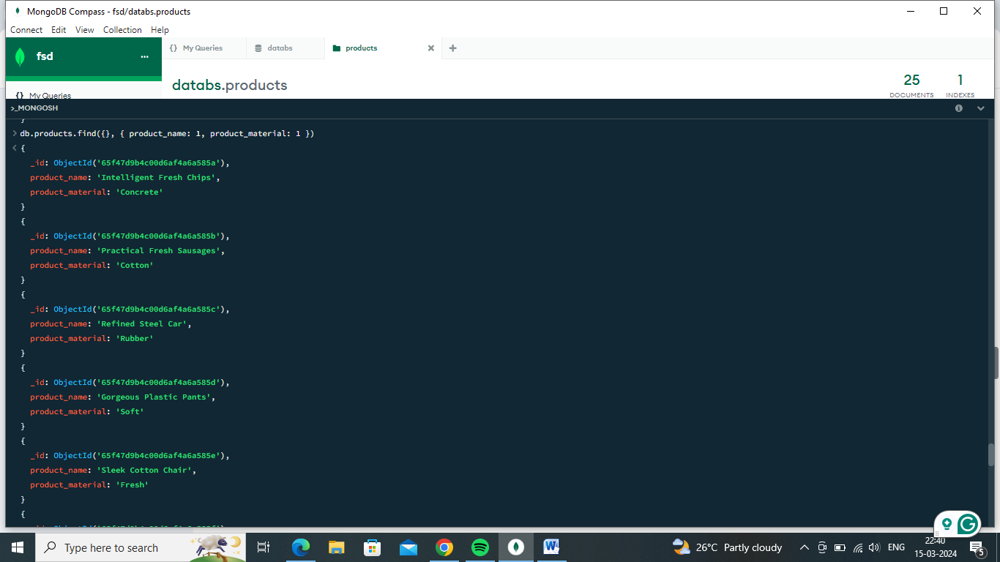 MongoDB Compass - fsd/databs.products
Connect Edit View Collection Help
fsd ...
{} My Queries
databs
products
databs.products
25
DOCUMENTS
1
INDEXES
{} My Queries
>_MONGOSH
}
> db.products.find({}, { product_name: 1, product_material: 1 })
< {
_id: ObjectId('65f47d9b4c00d6af4a6a585a'),
product_name: 'Intelligent Fresh Chips',
product_material: 'Concrete'
}
{
_id: ObjectId('65f47d9b4c00d6af4a6a585b'),
product_name: 'Practical Fresh Sausages',
product_material: 'Cotton'
}
{
_id: ObjectId('65f47d9b4c00d6af4a6a585c'),
product_name: 'Refined Steel Car',
product_material: 'Rubber'
}
{
_id: ObjectId('65f47d9b4c00d6af4a6a585d'),
product_name: 'Gorgeous Plastic Pants',
product_material: 'Soft'
}
{
_id: ObjectId('65f47d9b4c00d6af4a6a585e'),
product_name: 'Sleek Cotton Chair',
product_material: 'Fresh'
}
{
Type here to search
26°C Partly cloudy
ENG
22:40
15-03-2024
5